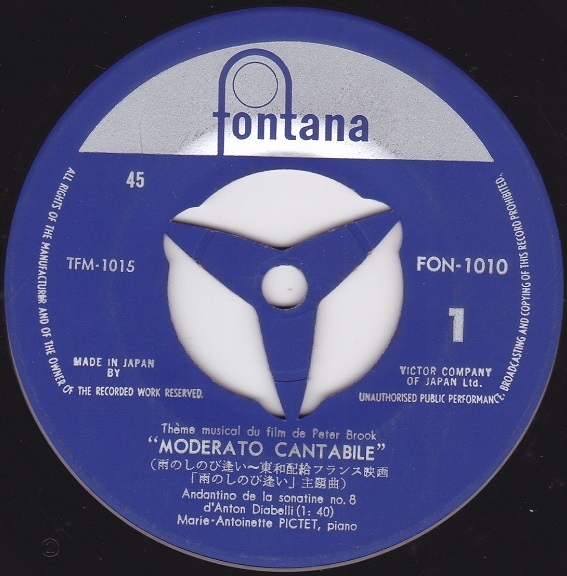 fontana
45
TFM-1015
FON-1010
1
MADE IN JAPAN
BY
VICTOR COMPANY
OF JAPAN Ltd.
ALL RIGHTS OF THE MANUFACTURER AND OF THE OWNER OF THE RECORDED WORK RESERVED.
UNAUTHORISED PUBLIC PERFORMANCE, BROADCASTING AND COPYING OF THIS RECORD PROHIBITED.
Thème musical du film de Peter Brook
“MODERATO CANTABILE”
(雨のしのび逢い～東和配給フランス映画
「雨のしのび逢い」主題曲)
Andantino de la sonatine no. 8
d'Anton Diabelli (1: 40)
Marie-Antoinette PICTET, piano